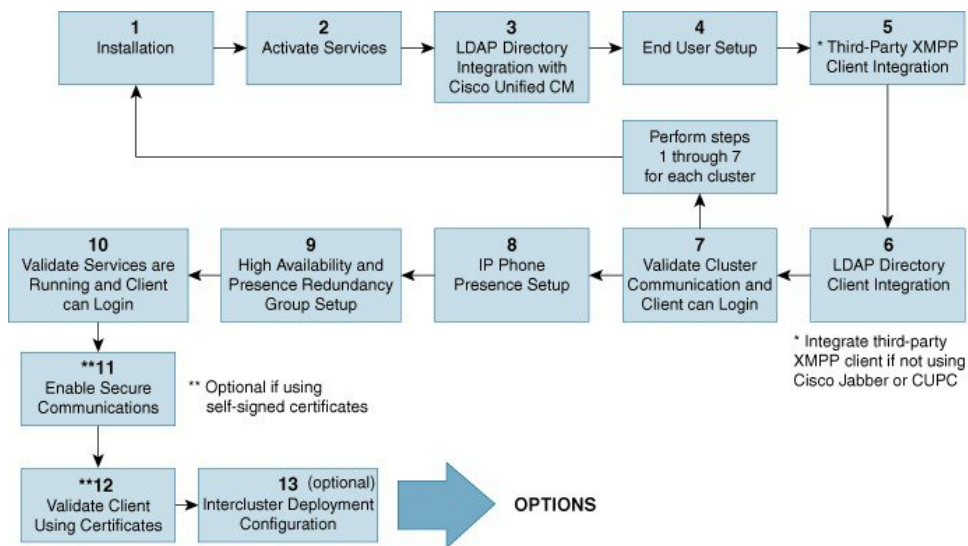 1
Installation
2
Activate Services
3
LDAP Directory
Integration with
Cisco Unified CM
4
End User Setup
5
* Third-Party XMPP
Client Integration
Perform steps
1 through 7
for each cluster
10
Validate Services are
Running and Client
can Login
9
High Availability and
Presence Redundancy
Group Setup
8
IP Phone
Presence Setup
7
Validate Cluster
Communication and
Client can Login
6
LDAP Directory
Client Integration
* Integrate third-party
XMPP client if not using
Cisco Jabber or CUPC
**11
Enable Secure
Communications
** Optional if using
self-signed certificates
**12
Validate Client
Using Certificates
13 (optional)
Intercluster Deployment
Configuration
OPTIONS